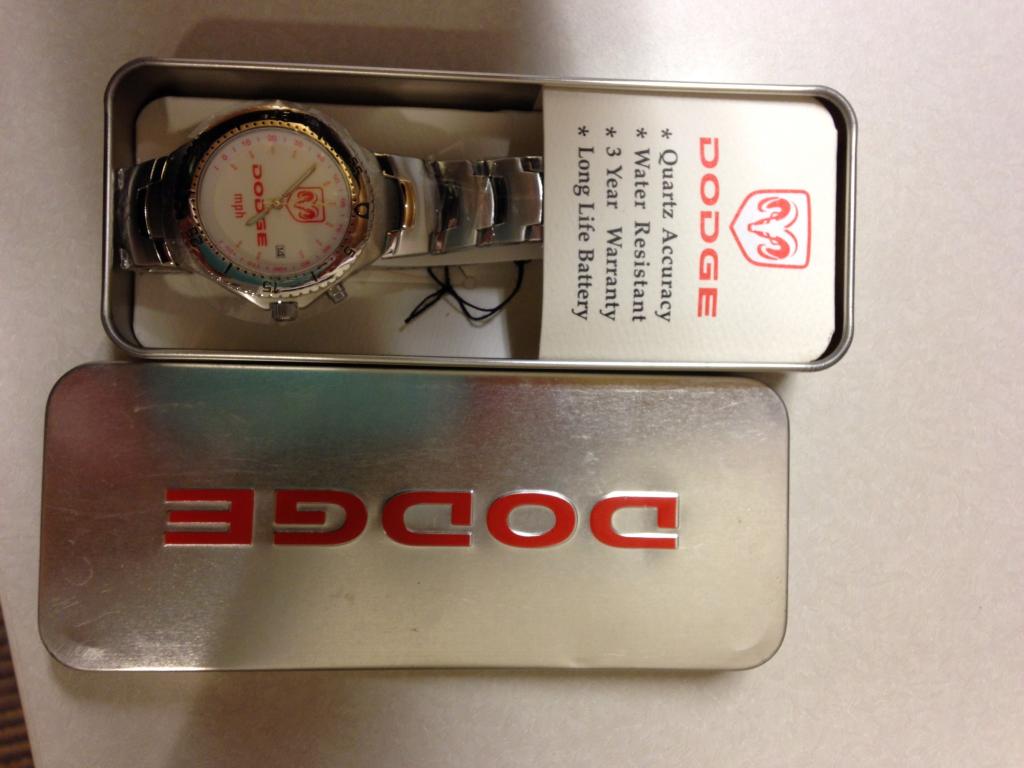 DODGE
* Quartz Accuracy
* Water Resistant
* 3 Year Warranty
* Long Life Battery
DODGE
mph
DODGE